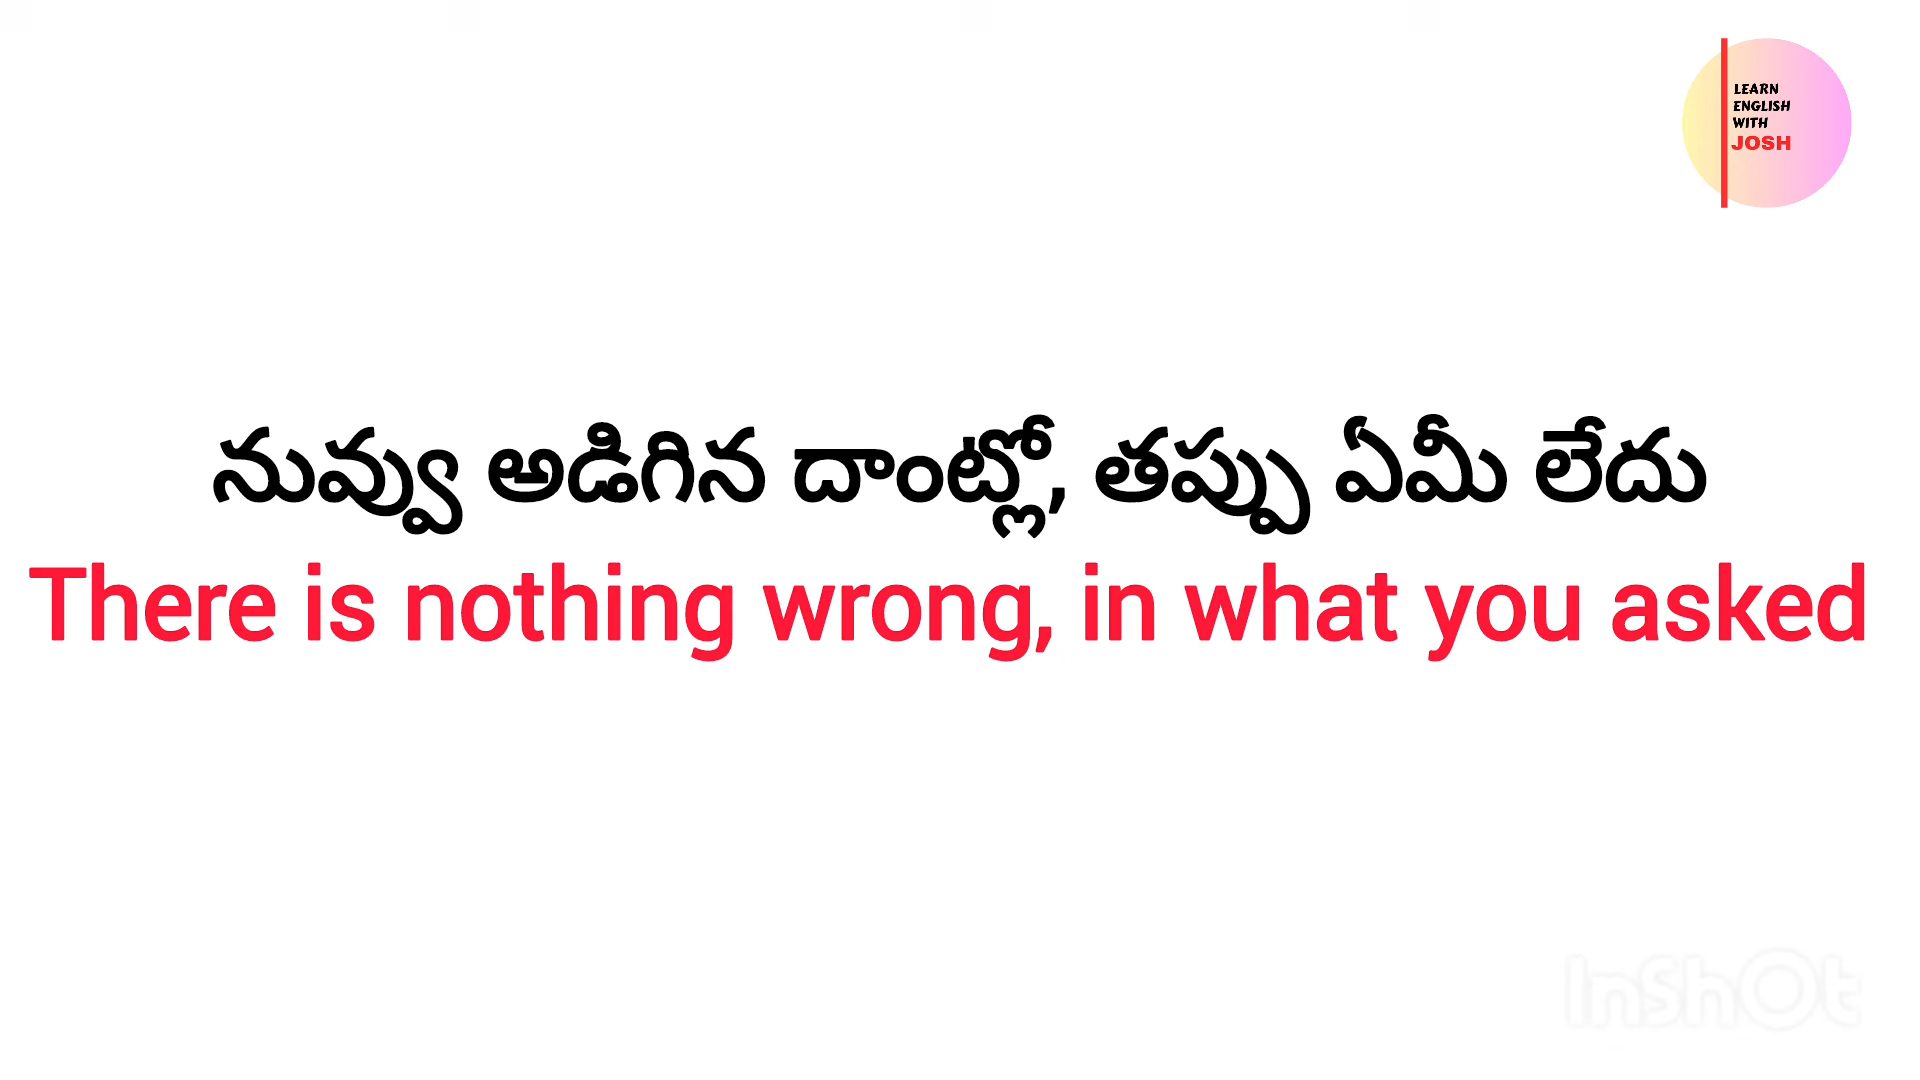 LEARN
ENGLISH
WITH
JOSH
నువ్వు అడిగిన దాంట్లో, తప్పు ఏమీ లేదు
There is nothing wrong, in what you asked
InShOt